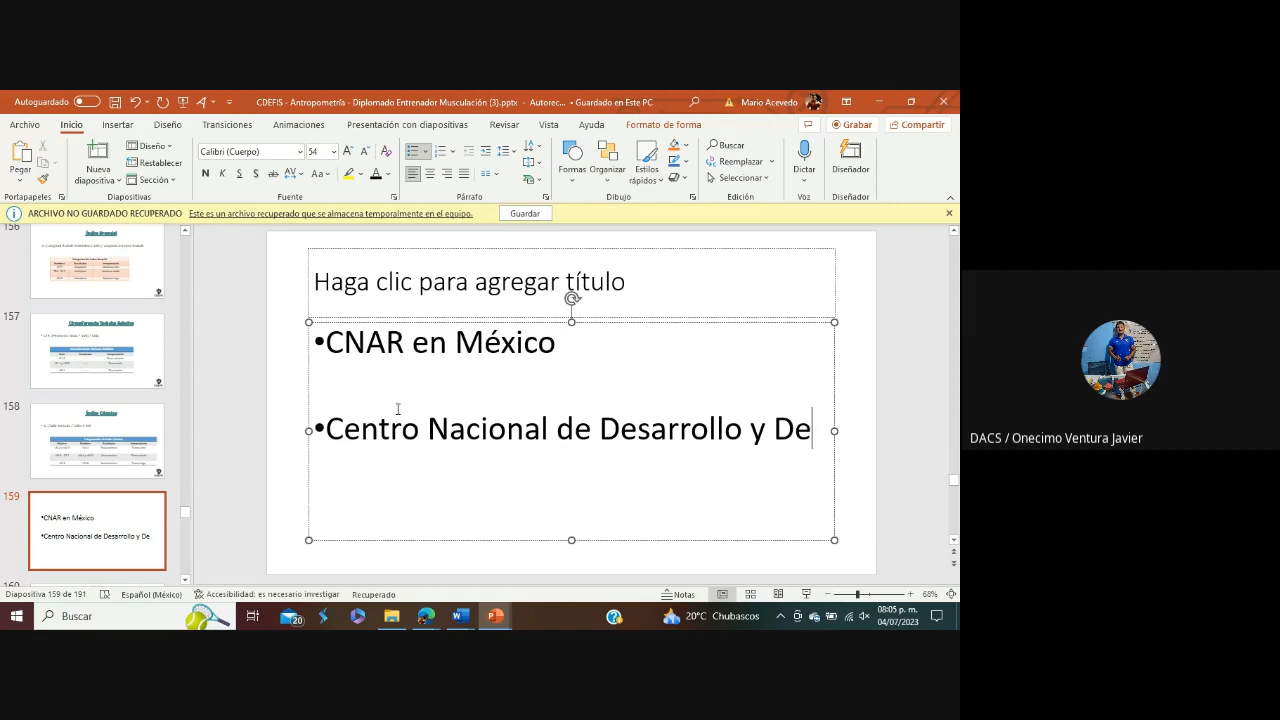 Autoguardado
CDEFIS - Antropometría - Diplomado Entrenador Musculación (3).pptx - Autorec... • Guardado en Este PC
Mario Acevedo
Archivo Inicio Insertar Diseño Transiciones Animaciones Presentación con diapositivas Revisar Vista Ayuda Formato de forma Grabar Compartir
Pegar
Nueva diapositiva
Diseño
Restablecer
Sección
Calibri (Cuerpo) 54
N K S
Formas
Organizar
Estilos rápidos
Buscar
Reemplazar
Seleccionar
Dictar
Diseñador
Portapapeles Diapositivas Fuente Párrafo Dibujo Edición Voz Diseñador
ARCHIVO NO GUARDADO RECUPERADO Este es un archivo recuperado que se almacena temporalmente en el equipo. Guardar
156
157
158
159
•CNAR en México
•Centro Nacional de Desarrollo y De
160
Haga clic para agregar título
•CNAR en México
•Centro Nacional de Desarrollo y De
DACS / Onecimo Ventura Javier
Diapositiva 159 de 191 Español (México) Accesibilidad: es necesario investigar Recuperado Notas 68%
Buscar
20
20°C Chubascos
08:05 p. m.
04/07/2023